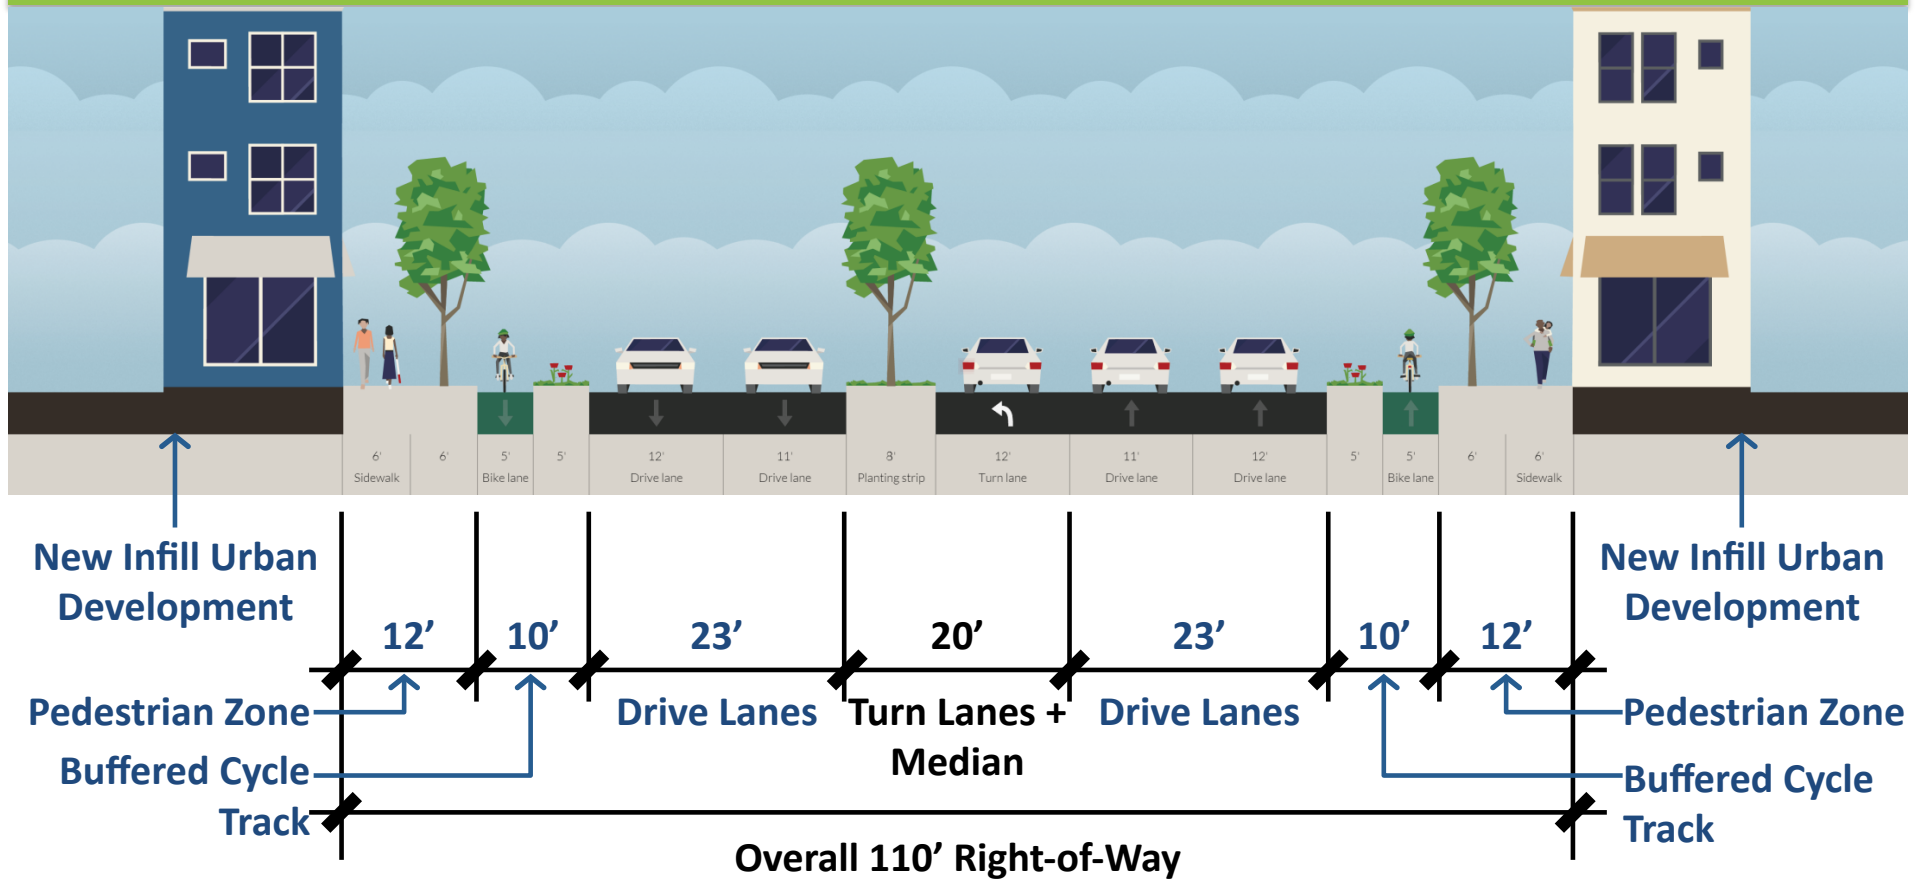 6' 6' 5' 5' 12' 11' 8' 12' 11' 12' 5' 5' 6' 6'
Sidewalk Bike lane Drive lane Drive lane Planting strip Turn lane Drive lane Drive lane Bike lane Sidewalk
New Infill Urban
Development
New Infill Urban
Development
12’ 10’ 23’ 20’ 23’ 10’ 12’
Pedestrian Zone
Buffered Cycle
Track
Drive Lanes
Turn Lanes +
Median
Drive Lanes
Pedestrian Zone
Buffered Cycle
Track
Overall 110’ Right-of-Way